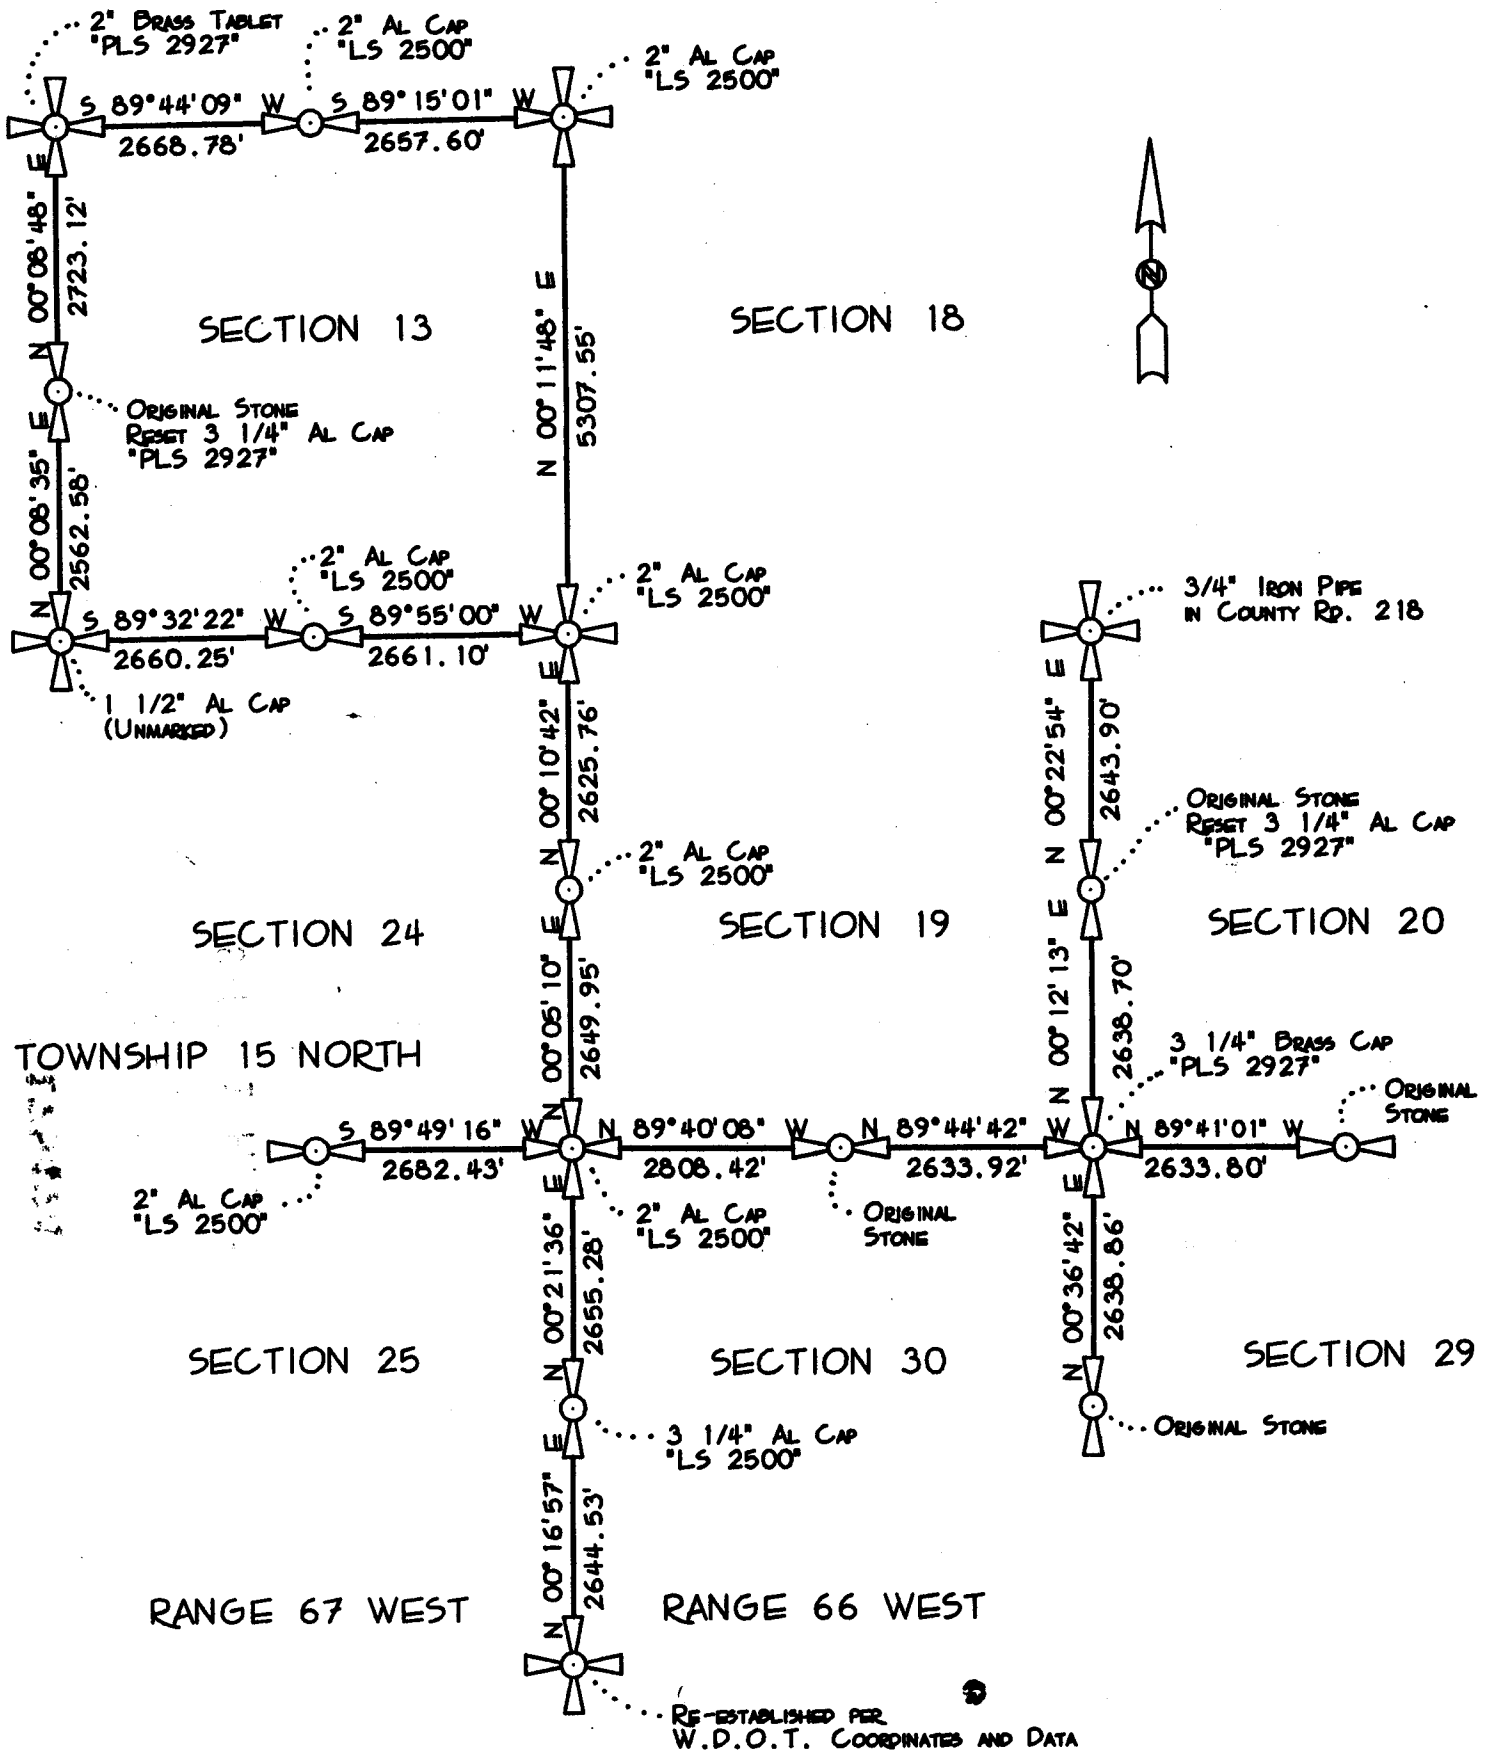 2" AL CAP
2" BRASS TABLET
"PLS 2927"
"LS 2500"
2" AL CAP
"LS 2500"
S 89°44'09" W
2668.78'
S 89°15'01" W
2657.60'
N 00°08'48" E
2723.12'
SECTION 13
N 00°11'48" E
5307.55'
SECTION 18
N
ORIGINAL STONE
RESET 3 1/4" AL CAP
"PLS 2927"
N 00°08'35" E
2562.58'
2" AL CAP
"LS 2500"
2" AL CAP
"LS 2500"
3/4" IRON PIPE
IN COUNTY RD. 218
S 89°32'22" W
2660.25'
S 89°55'00" W
2661.10'
1 1/2" AL CAP
(UNMARKED)
N 00°10'42" E
2625.76'
N 00°22'54" E
2643.90'
ORIGINAL STONE
RESET 3 1/4" AL CAP
"PLS 2927"
2" AL CAP
"LS 2500"
SECTION 24
SECTION 19
SECTION 20
N 00°05'10" E
2649.95'
N 00°12'13" E
2638.70'
TOWNSHIP 15 NORTH
3 1/4" BRASS CAP
"PLS 2927"
ORIGINAL
STONE
S 89°49'16" W
2682.43'
N 89°40'08" W
2808.42'
N 89°44'42" W
2633.92'
N 89°41'01" W
2633.80'
2" AL CAP
"LS 2500"
2" AL CAP
"LS 2500"
ORIGINAL
STONE
N 00°21'36" E
2655.28'
N 00°36'42" E
2638.86'
SECTION 25
SECTION 30
SECTION 29
3 1/4" AL CAP
"LS 2500"
ORIGINAL STONE
N 00°16'57" E
2644.53'
RANGE 67 WEST
RANGE 66 WEST
RE-ESTABLISHED PER
W.D.O.T. COORDINATES AND DATA